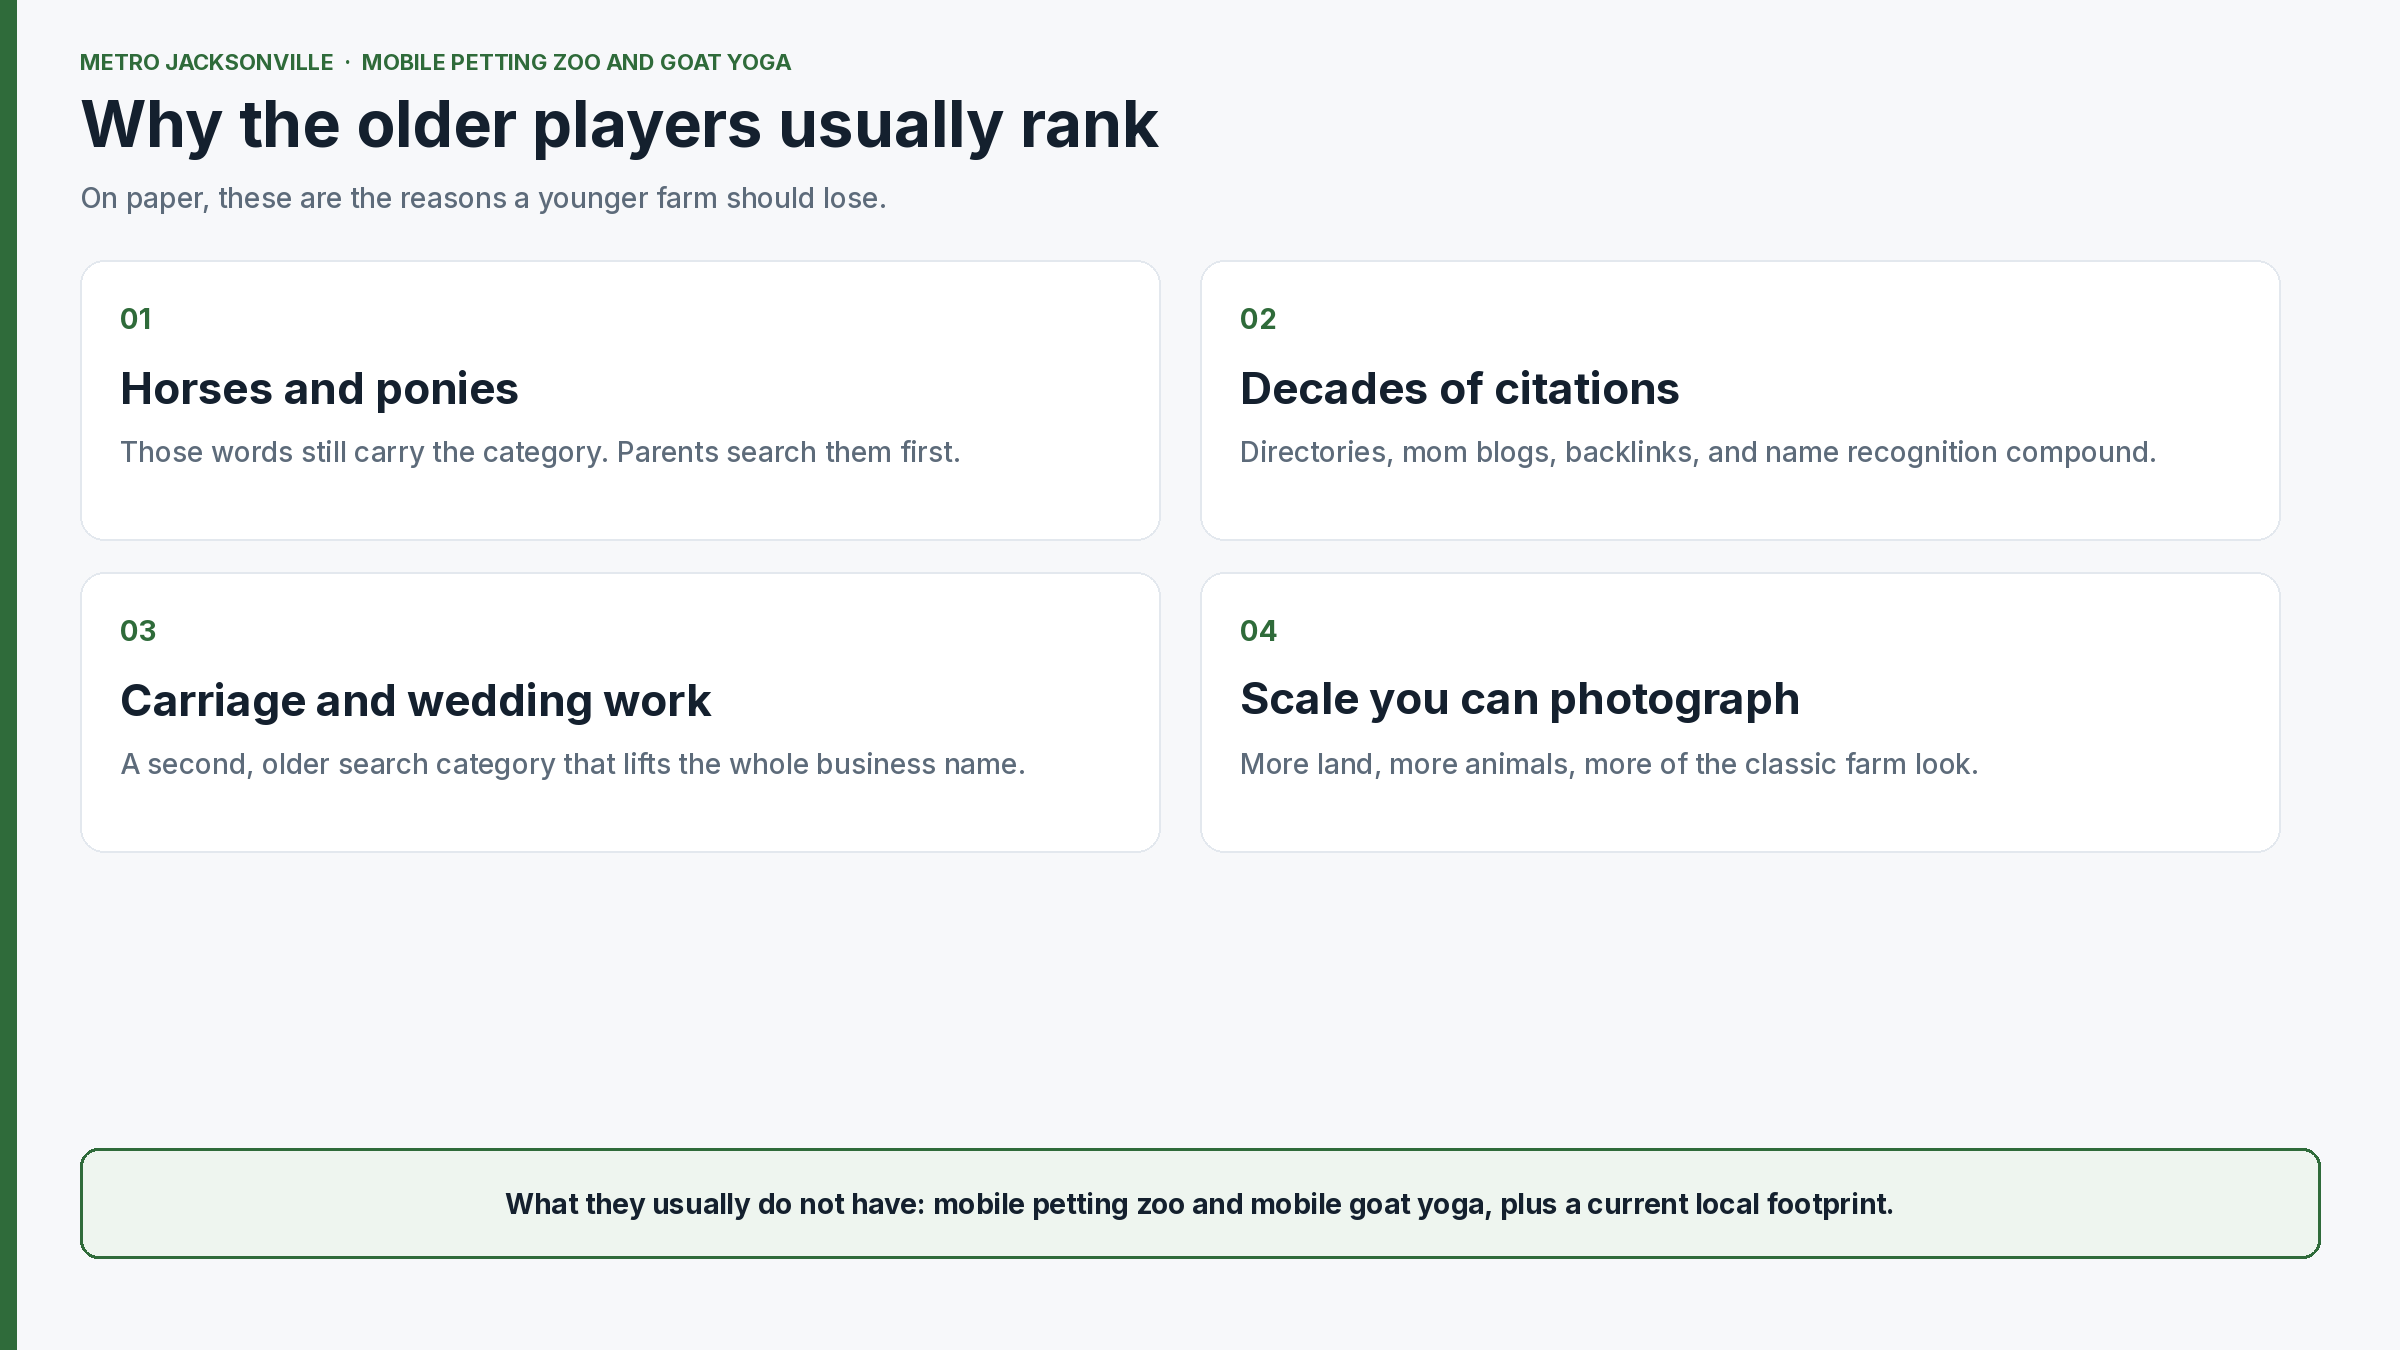 METRO JACKSONVILLE · MOBILE PETTING ZOO AND GOAT YOGA
Why the older players usually rank
On paper, these are the reasons a younger farm should lose.
01
Horses and ponies
Those words still carry the category. Parents search them first.
02
Decades of citations
Directories, mom blogs, backlinks, and name recognition compound.
03
Carriage and wedding work
A second, older search category that lifts the whole business name.
04
Scale you can photograph
More land, more animals, more of the classic farm look.
What they usually do not have: mobile petting zoo and mobile goat yoga, plus a current local footprint.